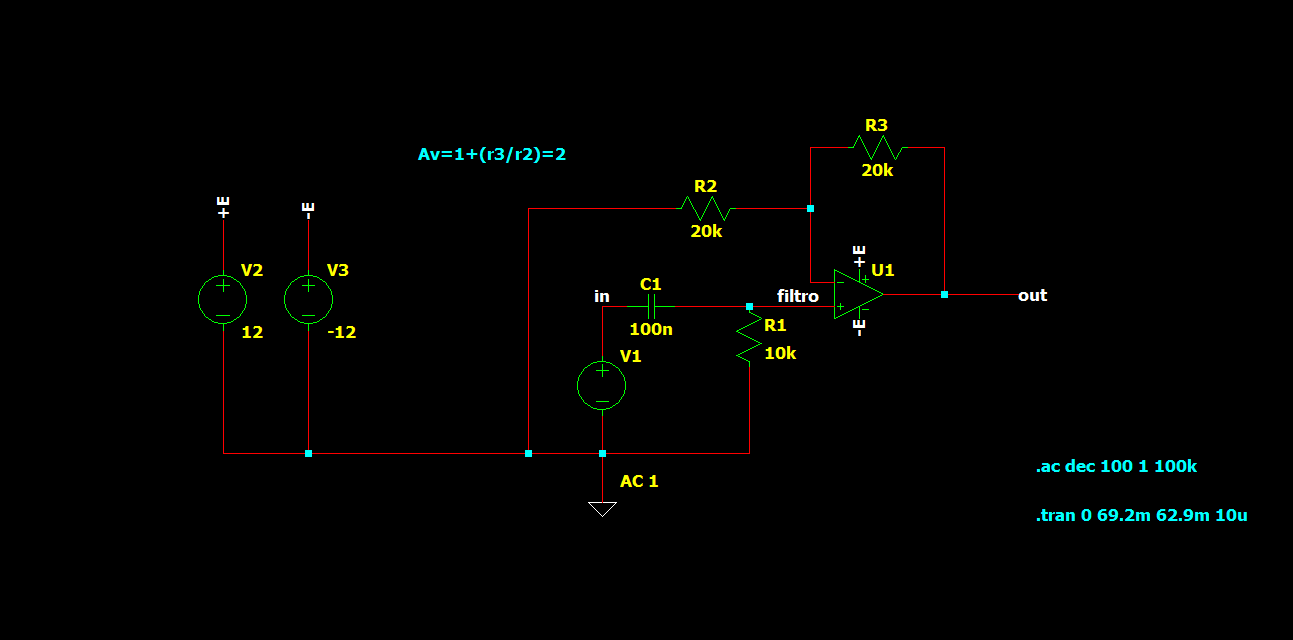 R3
Av=1+(r3/r2)=2
20k
R2
+E
-E
20k
+E
V2
V3
U1
C1
in
filtro
out
100n
R1
12
-12
-E
10k
V1
.ac dec 100 1 100k
AC 1
.tran 0 69.2m 62.9m 10u